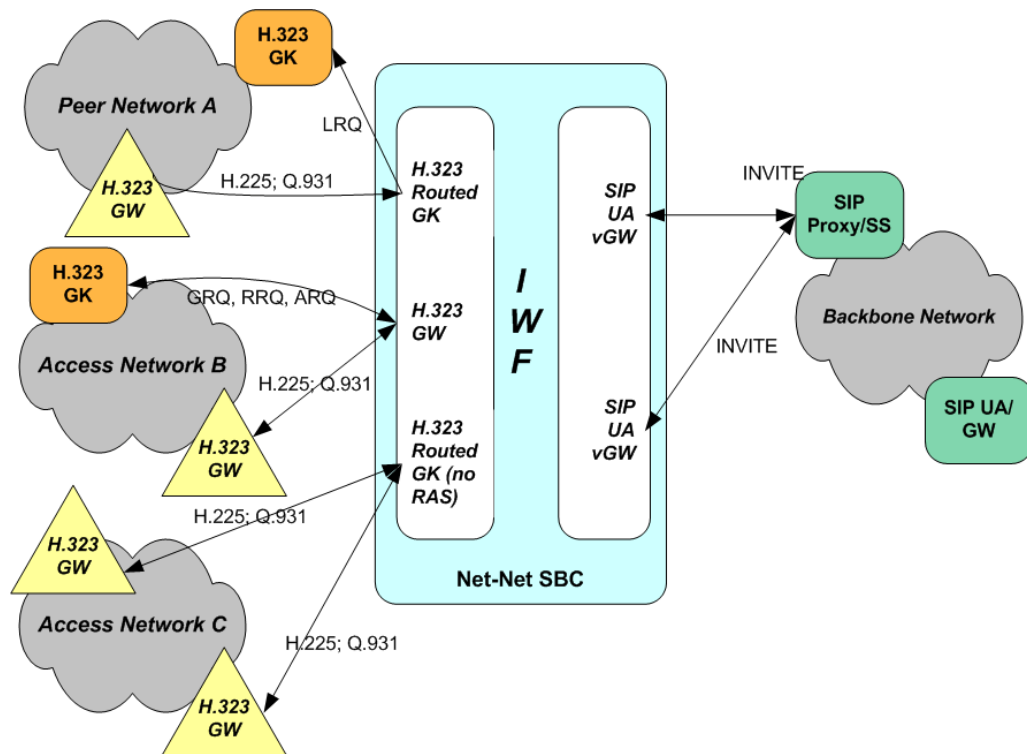 H.323
GK
Peer Network A
LRQ
H.323
GW
H.225; Q.931
H.323
Routed
GK
SIP
UA
vGW
INVITE
SIP
Proxy/SS
H.323
GK
GRQ, RRQ, ARQ
H.323
GW
I
W
F
Backbone Network
INVITE
Access Network B
H.225; Q.931
H.323
GW
H.323
Routed
GK (no
RAS)
SIP
UA
vGW
SIP UA/
GW
H.225; Q.931
H.323
GW
Net-Net SBC
Access Network C
H.225; Q.931
H.323
GW